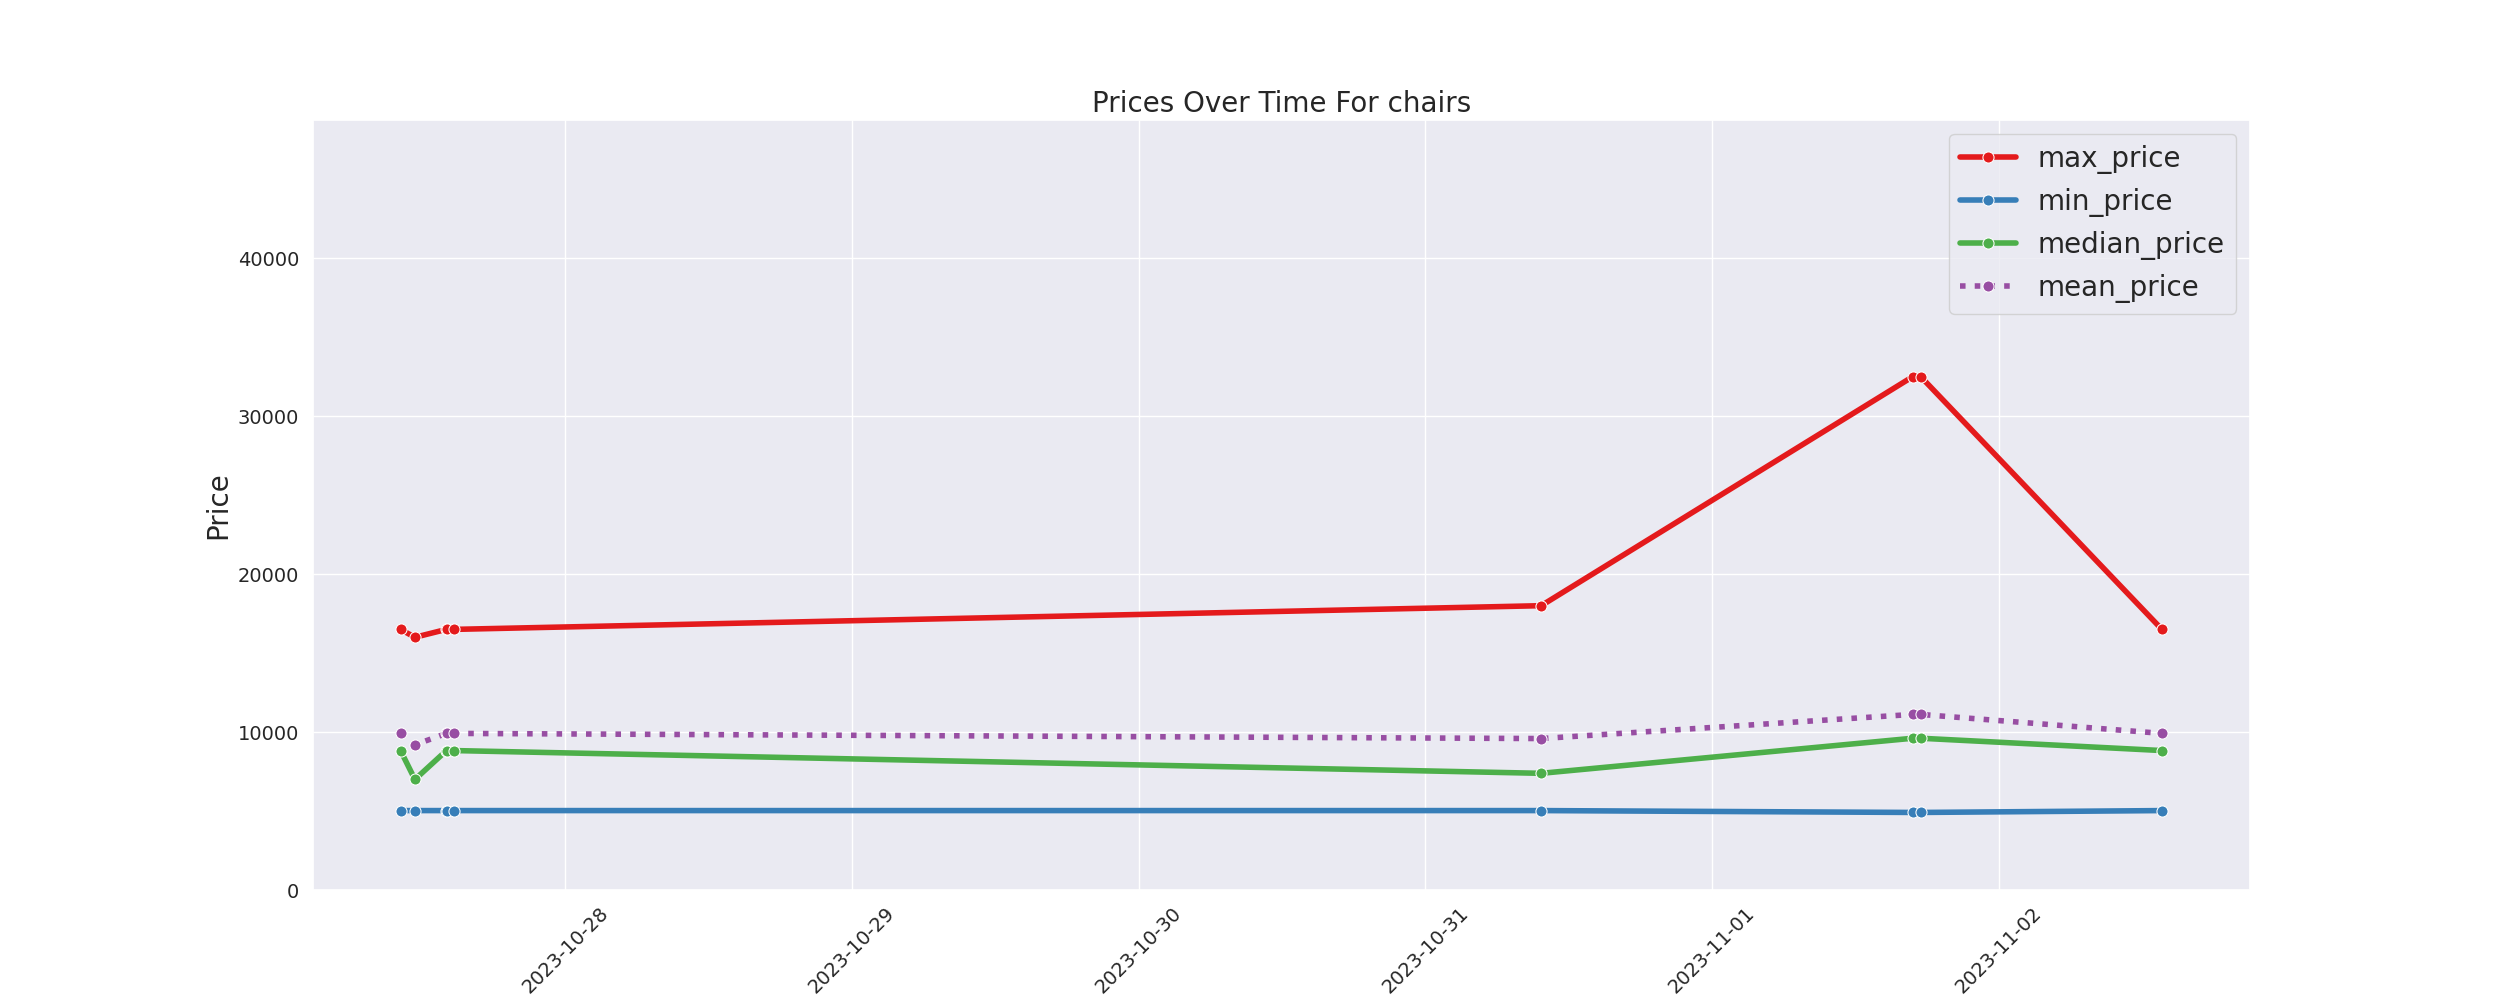 Prices Over Time For chairs
max_price
min_price
median_price
mean_price
Price
40000
30000
20000
10000
0
2023-10-28
2023-10-29
2023-10-30
2023-10-31
2023-11-01
2023-11-02